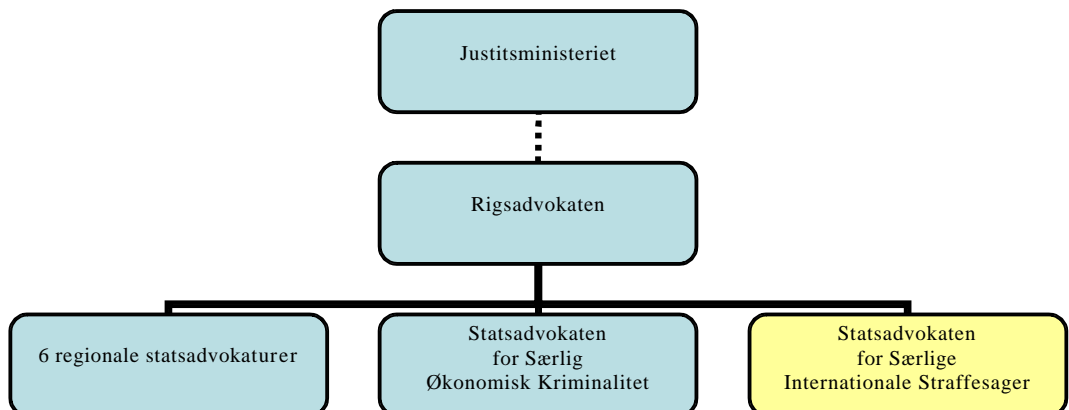 Justitsministeriet
Rigsadvokaten
6 regionale statsadvokaturer
Statsadvokaten
for Særlig
Økonomisk Kriminalitet
Statsadvokaten
for Særlige
Internationale Straffesager